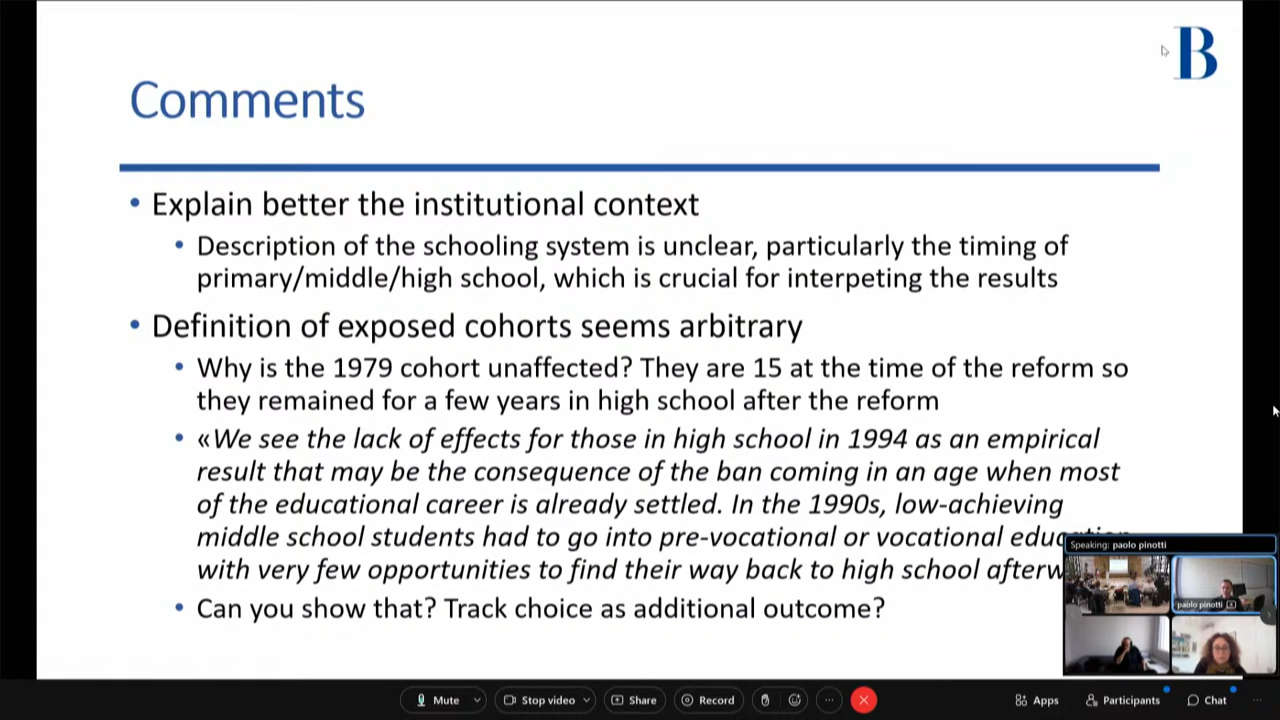 B
Comments
• Explain better the institutional context
• Description of the schooling system is unclear, particularly the timing of
primary/middle/high school, which is crucial for interpeting the results
• Definition of exposed cohorts seems arbitrary
• Why is the 1979 cohort unaffected? They are 15 at the time of the reform so
they remained for a few years in high school after the reform
• «We see the lack of effects for those in high school in 1994 as an empirical
result that may be the consequence of the ban coming in an age when most
of the educational career is already settled. In the 1990s, low-achieving
middle school students had to go into pre-vocational or vocational
with very few opportunities to find their way back to high school
• Can you show that? Track choice as additional outcome?
Speaking: paolo pinotti
paolo pinotti
Mute
Stop video
Share
Record
Apps
Participants
Chat